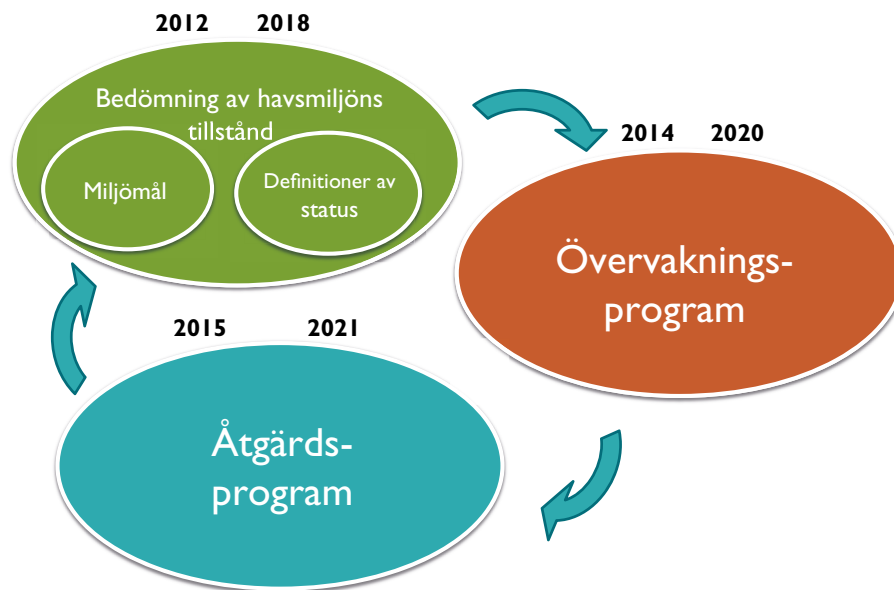 2012 2018
Bedömning av havsmiljöns
tillstånd
Miljömål
Definitioner av
status
2014 2020
Övervaknings-
program
2015 2021
Åtgärds-
program